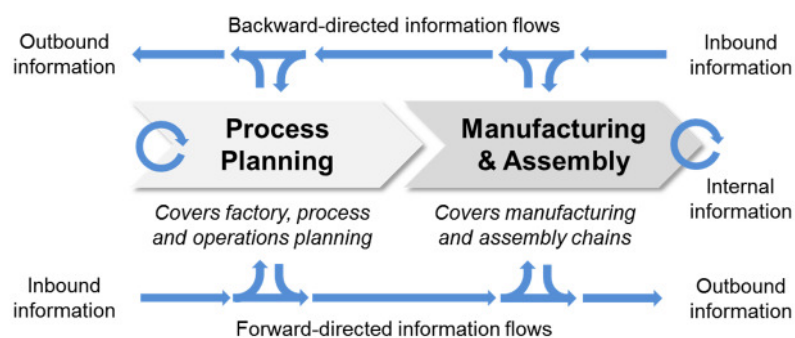 Backward-directed information flows
Outbound
information
Inbound
information
Process
Planning
Manufacturing
& Assembly
Covers factory, process
and operations planning
Covers manufacturing
and assembly chains
Internal
information
Inbound
information
Outbound
information
Forward-directed information flows